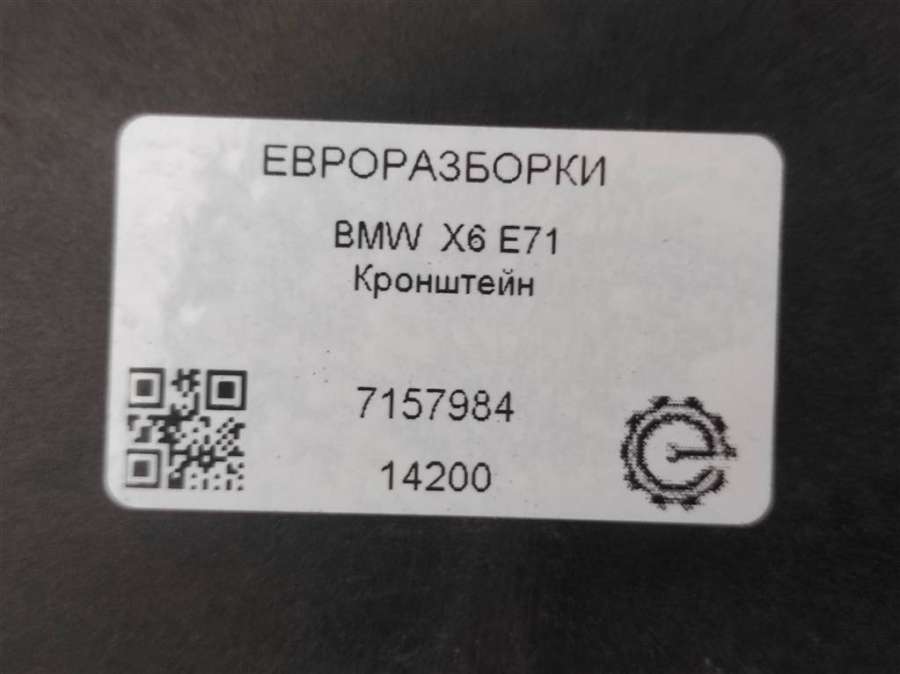 ЕВРОРАЗБОРКИ
BMW X6 E71
Кронштейн
7157984
14200